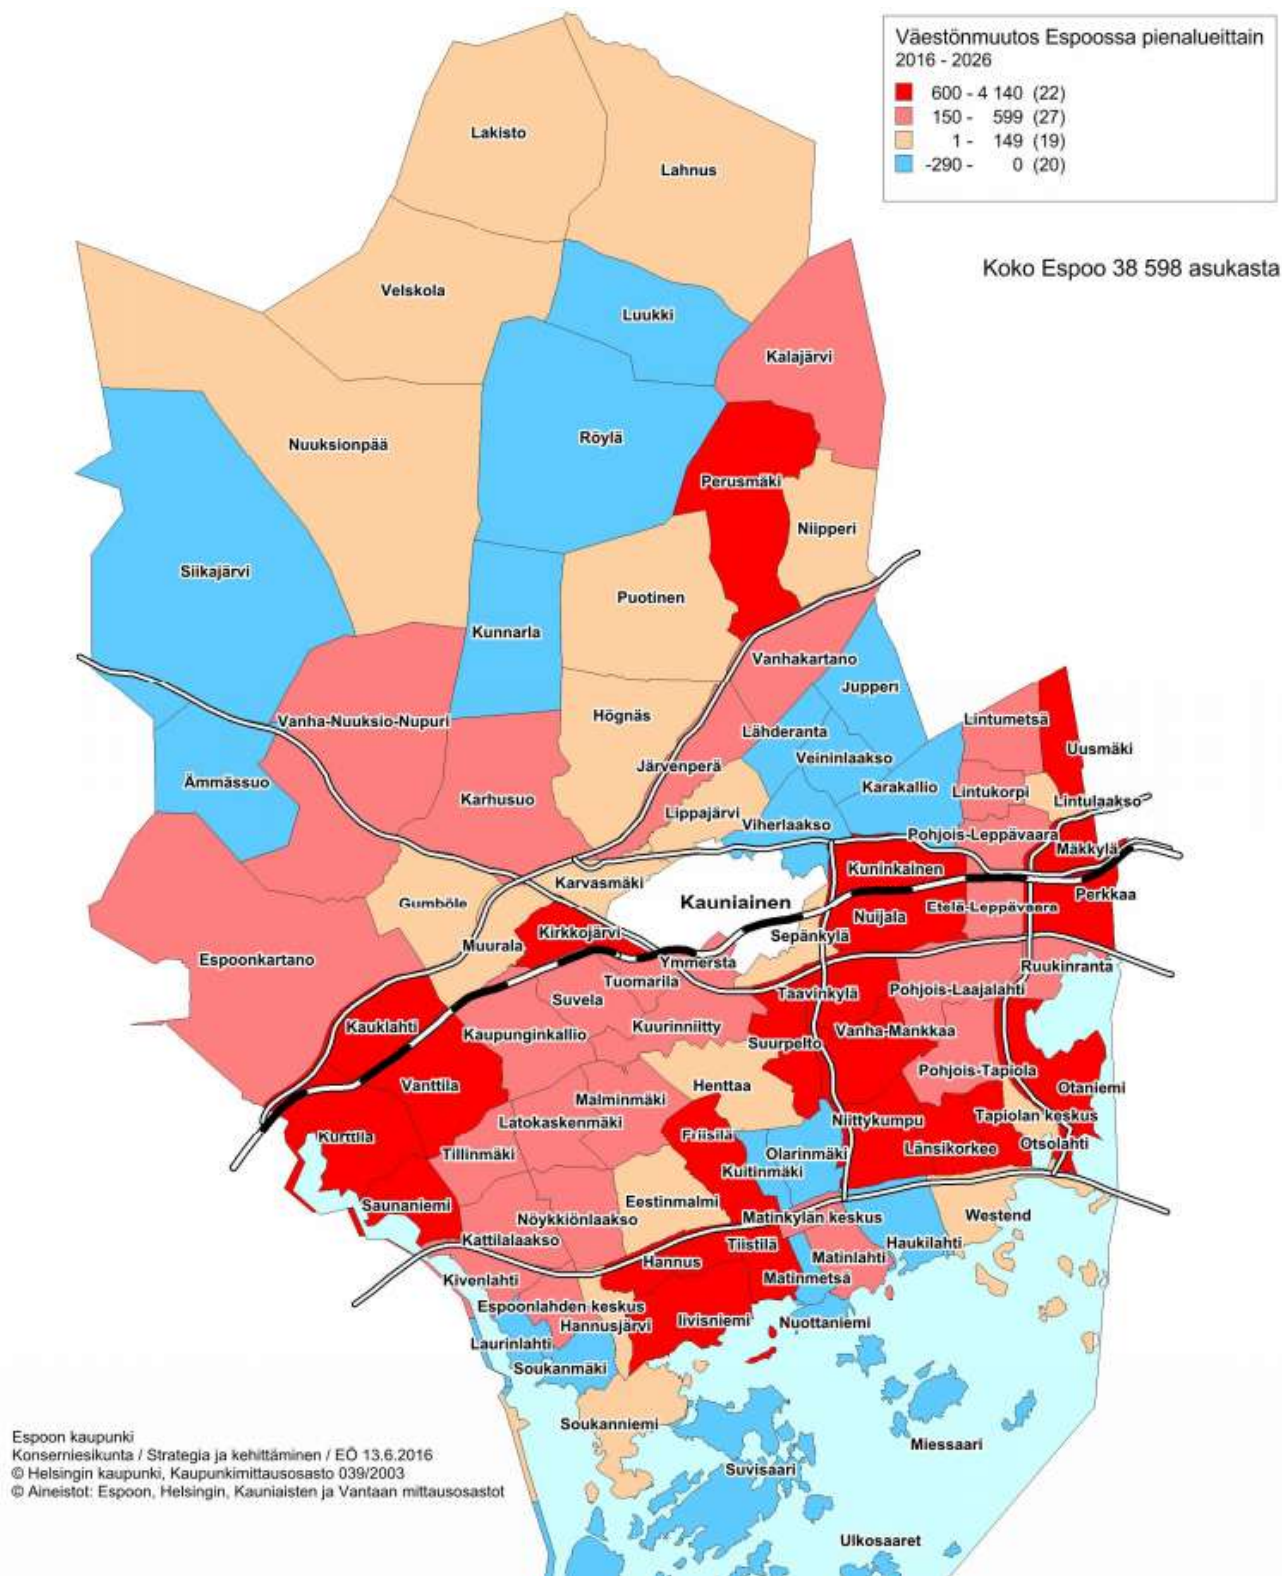 Väestönmuutos Espoossa pienalueittain
2016 - 2026
600 - 4 140 (22)
150 - 599 (27)
1 - 149 (19)
-290 - 0 (20)
Koko Espoo 38 598 asukasta
Lakisto
Lahnus
Velskola
Luukki
Kalajärvi
Nuuksionpää
Röylä
Perusmäki
Niipperi
Siikajärvi
Puotinen
Kunnarla
Vanhakartano
Jupperi
Vanha-Nuuksio-Nupuri
Högnäs
Lähderanta
Lintumetsä
Uusmäki
Veininlaakso
Järvenperä
Ämmässuo
Karhusuo
Karakallio
Lintukorpi
Lintulaakso
Lippajärvi
Viherlaakso
Pohjois-Leppävaara
Mäkkylä
Kuninkainen
Karvasmäki
Perkkaa
Kauniainen
Gumböle
Nuijala
Etelä-Leppävaara
Kirkkojärvi
Sepänkylä
Muurala
Espoonkartano
Ymmersta
Ruukinranta
Tuomarila
Taavinkylä
Pohjois-Laajalahti
Suvela
Kauklahti
Kaupunginkallio
Kuurinniitty
Vanha-Mankkaa
Suurpelto
Pohjois-Tapiola
Vanttila
Henttaa
Otaniemi
Malminmäki
Tapiolan keskus
Latokaskenmäki
Niittykumpu
Kurttila
Friisilä
Länsikorkee
Otsolahti
Tillinmäki
Olarinmäki
Kuitinmäki
Saunaniemi
Eestinmalmi
Nöykkiönlaakso
Matinkylän keskus
Westend
Kattilalaakso
Tiistilä
Haukilahti
Hannus
Matinlahti
Kivenlahti
Matinmetsä
Espoonlahden keskus
Hannusjärvi
Iivisniemi
Nuottaniemi
Laurinlahti
Soukanmäki
Soukanniemi
Miessaari
Suvisaari
Ulkosaaret
Espoon kaupunki
Konserniesikunta / Strategia ja kehittäminen / EÖ 13.6.2016
© Helsingin kaupunki, Kaupunkimittausosasto 039/2003
© Aineistot: Espoon, Helsingin, Kauniaisten ja Vantaan mittausosastot